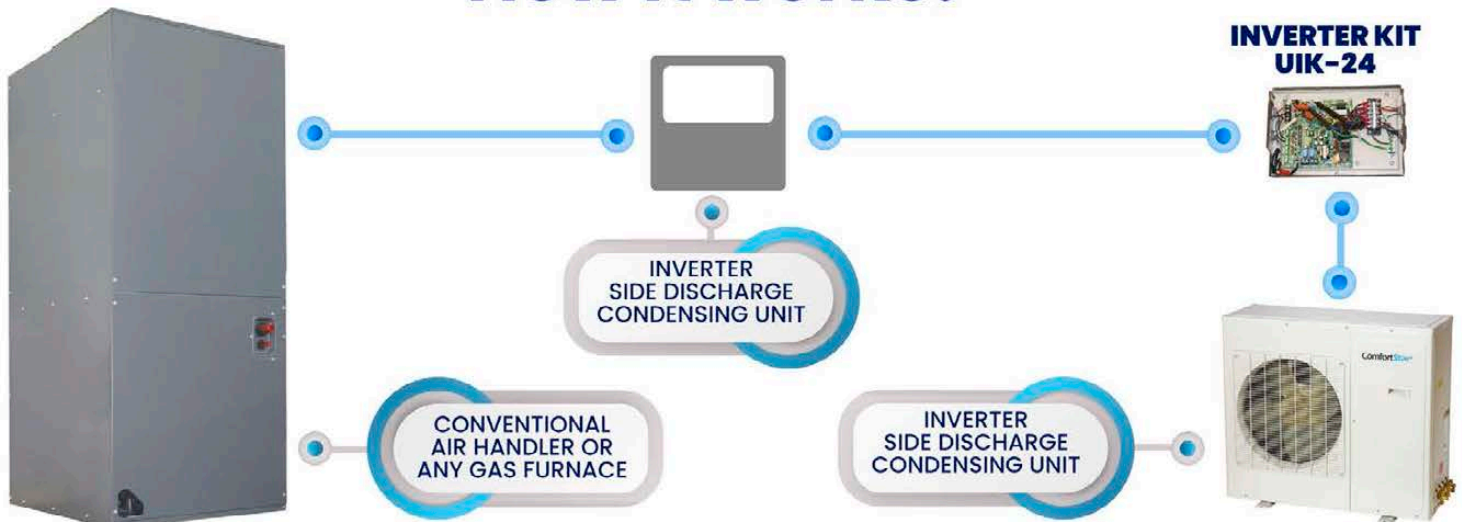 INVERTER KIT
UIK-24
INVERTER
SIDE DISCHARGE
CONDENSING UNIT
CONVENTIONAL
AIR HANDLER OR
ANY GAS FURNACE
INVERTER
SIDE DISCHARGE
CONDENSING UNIT
ComfortStar